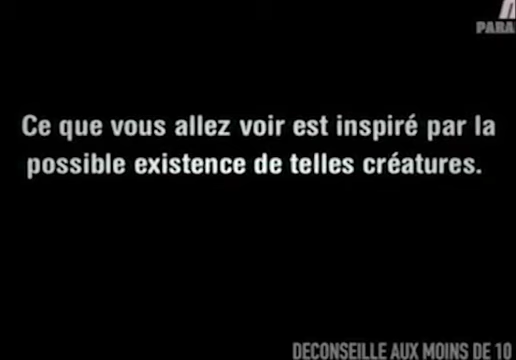 PARA
Ce que vous allez voir est inspiré par la
possible existence de telles créatures.
DECONSEILLE AUX MOINS DE 10